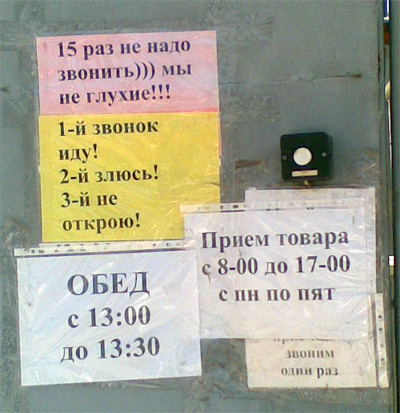 15 раз не надо
звонить))) мы
не глухие!!!
1-й звонок
иду!
2-й злюсь!
3-й не
открою!
ОБЕД
с 13:00
до 13:30
Прием товара
с 8-00 до 17-00
с пн по пят
звоним
один раз